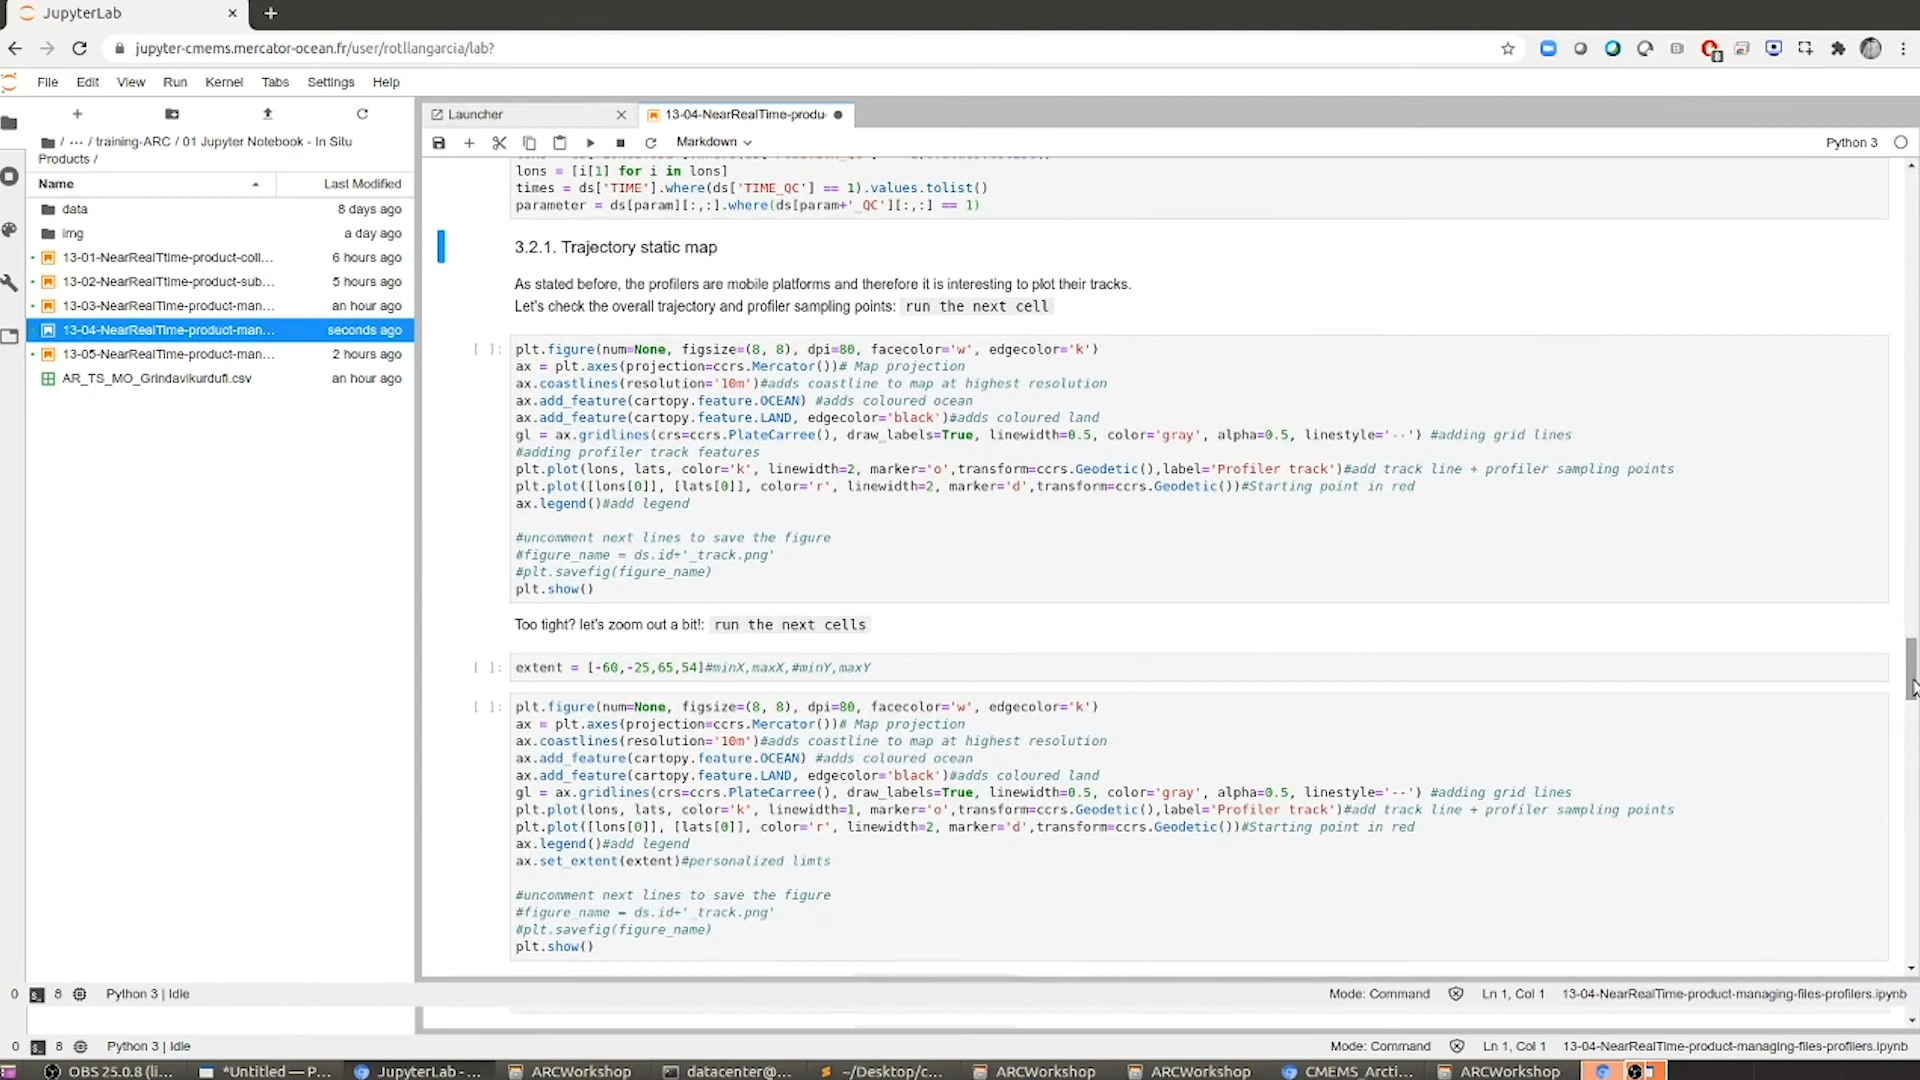 JupyterLab
jupyter-cmems.mercator-ocean.fr/user/rotllangarcia/lab?
File Edit View Run Kernel Tabs Settings Help
Launcher
13-04-NearRealTime-produ
/ ··· / training-ARC / 01 Jupyter Notebook - In Situ
Products /
Markdown
Python 3
Name Last Modified
data 8 days ago
img a day ago
13-01-NearRealTtime-product-coll... 6 hours ago
13-02-NearRealTtime-product-sub... 5 hours ago
13-03-NearRealTime-product-man... an hour ago
13-04-NearRealTime-product-man... seconds ago
13-05-NearRealTime-product-man... 2 hours ago
AR_TS_MO_Grindavikurdufl.csv an hour ago
lons = [i[1] for i in lons]
times = ds['TIME'].where(ds['TIME_QC'] == 1).values.tolist()
parameter = ds[param][:,:].where(ds[param+'_QC'][:,:] == 1)
3.2.1. Trajectory static map
As stated before, the profilers are mobile platforms and therefore it is interesting to plot their tracks.
Let's check the overall trajectory and profiler sampling points: run the next cell
[ ]: plt.figure(num=None, figsize=(8, 8), dpi=80, facecolor='w', edgecolor='k')
ax = plt.axes(projection=ccrs.Mercator())# Map projection
ax.coastlines(resolution='10m')#adds coastline to map at highest resolution
ax.add_feature(cartopy.feature.OCEAN) #adds coloured ocean
ax.add_feature(cartopy.feature.LAND, edgecolor='black')#adds coloured land
gl = ax.gridlines(crs=ccrs.PlateCarree(), draw_labels=True, linewidth=0.5, color='gray', alpha=0.5, linestyle='--') #adding grid lines
#adding profiler track features
plt.plot(lons, lats, color='k', linewidth=2, marker='o',transform=ccrs.Geodetic(),label='Profiler track')#add track line + profiler sampling points
plt.plot([lons[0]], [lats[0]], color='r', linewidth=2, marker='d',transform=ccrs.Geodetic())#Starting point in red
ax.legend()#add legend
#uncomment next lines to save the figure
#figure_name = ds.id+'_track.png'
#plt.savefig(figure_name)
plt.show()
Too tight? let's zoom out a bit!: run the next cells
[ ]: extent = [-60,-25,65,54]#minX,maxX,#minY,maxY
[ ]: plt.figure(num=None, figsize=(8, 8), dpi=80, facecolor='w', edgecolor='k')
ax = plt.axes(projection=ccrs.Mercator())# Map projection
ax.coastlines(resolution='10m')#adds coastline to map at highest resolution
ax.add_feature(cartopy.feature.OCEAN) #adds coloured ocean
ax.add_feature(cartopy.feature.LAND, edgecolor='black')#adds coloured land
gl = ax.gridlines(crs=ccrs.PlateCarree(), draw_labels=True, linewidth=0.5, color='gray', alpha=0.5, linestyle='--') #adding grid lines
plt.plot(lons, lats, color='k', linewidth=1, marker='o',transform=ccrs.Geodetic(),label='Profiler track')#add track line + profiler sampling points
plt.plot([lons[0]], [lats[0]], color='r', linewidth=2, marker='d',transform=ccrs.Geodetic())#Starting point in red
ax.legend()#add legend
ax.set_extent(extent)#personalized limts
#uncomment next lines to save the figure
#figure_name = ds.id+'_track.png'
#plt.savefig(figure_name)
plt.show()
0 8 Python 3 | Idle Mode: Command Ln 1, Col 1 13-04-NearRealTime-product-managing-files-profilers.ipynb
0 8 Python 3 | Idle Mode: Command Ln 1, Col 1 13-04-NearRealTime-product-managing-files-profilers.ipynb
OBS 25.0.8 (li... *Untitled — P... JupyterLab - ... ARCWorkshop datacenter@... ~/Desktop/c... ARCWorkshop ARCWorkshop CMEMS_Arcti... ARCWorkshop